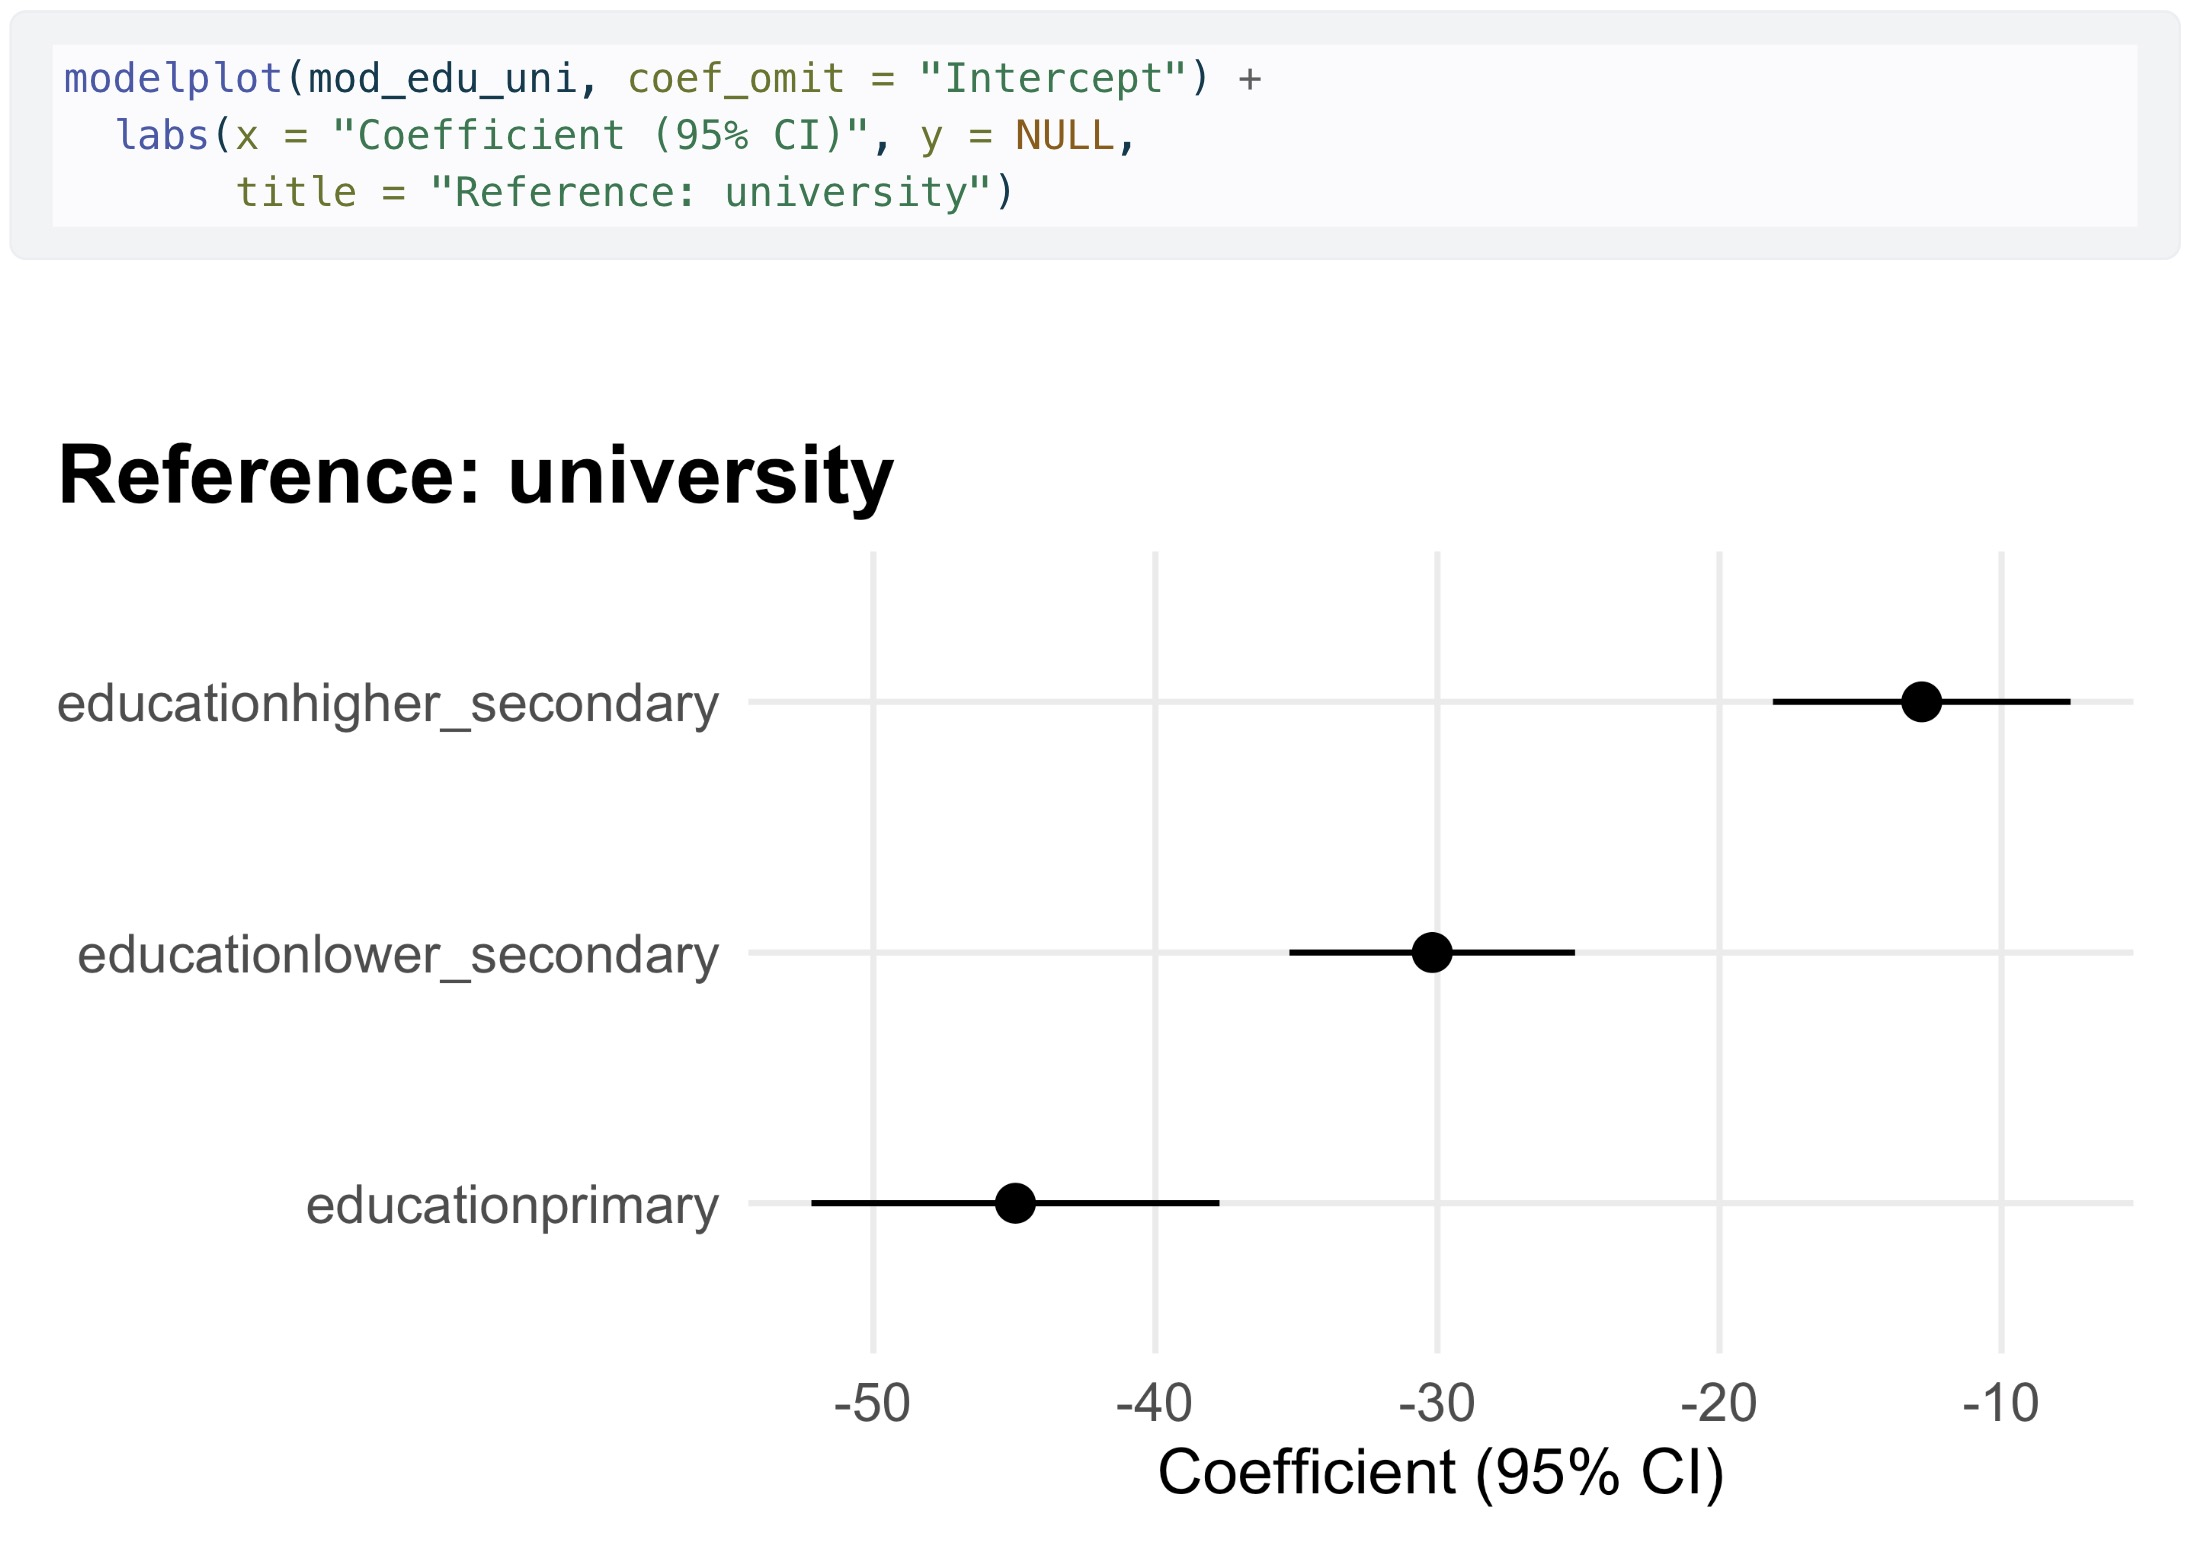 modelplot(mod_edu_uni, coef_omit = "Intercept") +
  labs(x = "Coefficient (95% CI)", y = NULL,
       title = "Reference: university")
Reference: university
educationhigher_secondary
educationlower_secondary
educationprimary
-50 -40 -30 -20 -10
Coefficient (95% CI)